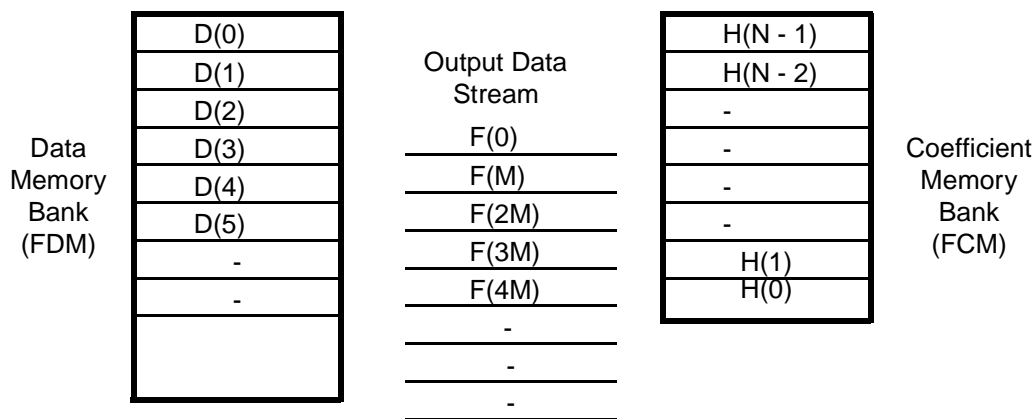 Data
Memory
Bank
(FDM)
D(0)
D(1)
D(2)
D(3)
D(4)
D(5)
-
-
Output Data
Stream
F(0)
F(M)
F(2M)
F(3M)
F(4M)
-
-
-
H(N - 1)
H(N - 2)
-
-
-
-
H(1)
H(0)
Coefficient
Memory
Bank
(FCM)